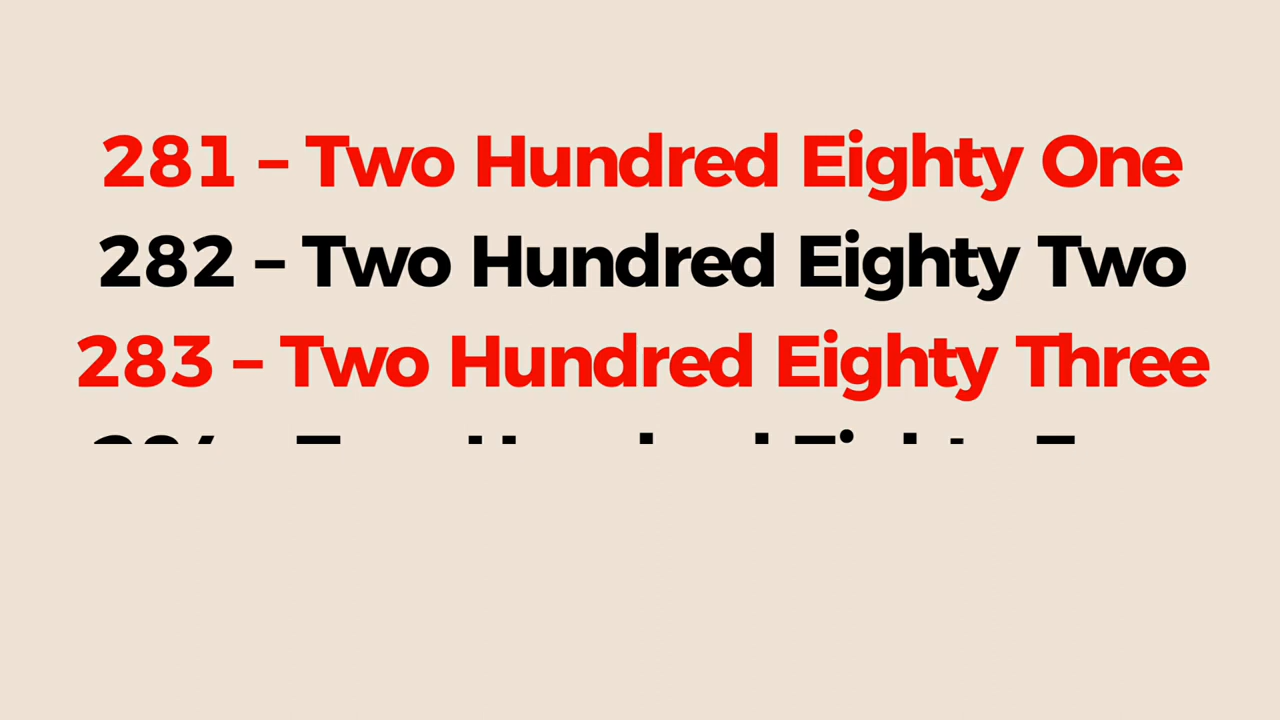 281 – Two Hundred Eighty One
282 – Two Hundred Eighty Two
283 – Two Hundred Eighty Three